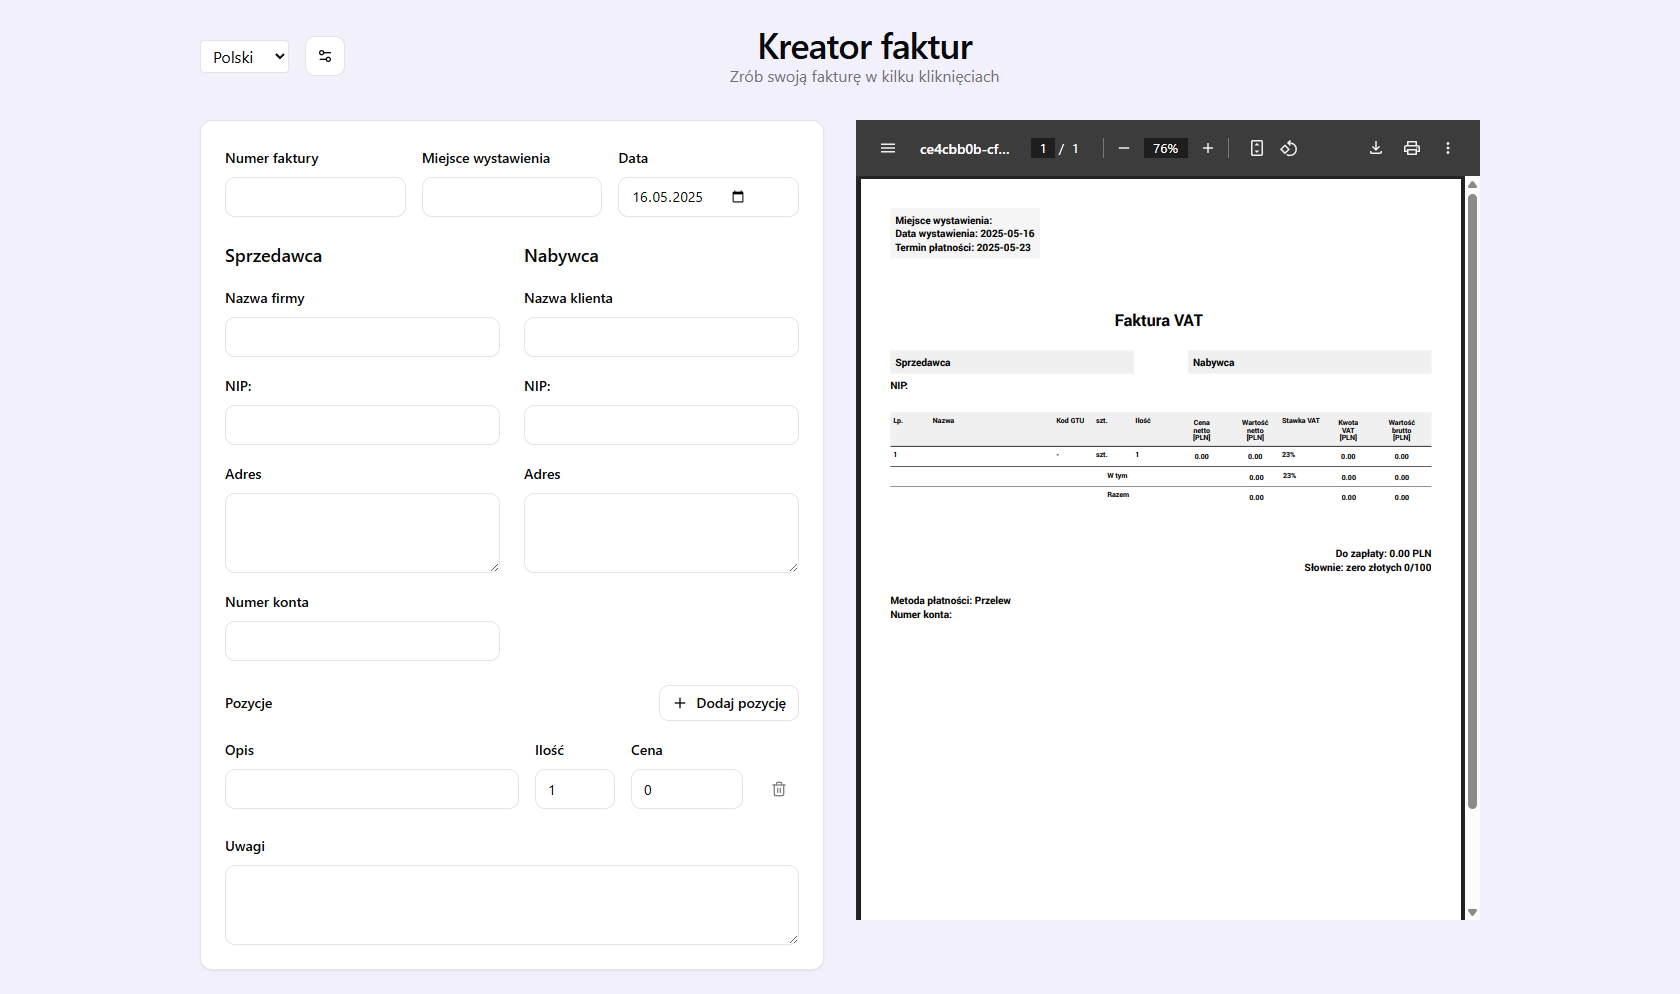 Polski
Kreator faktur
Zrób swoją fakturę w kilku kliknięciach
Numer faktury
Miejsce wystawienia
Data
16.05.2025
Sprzedawca
Nabywca
Nazwa firmy
Nazwa klienta
NIP:
NIP:
Adres
Adres
Numer konta
Pozycje
Dodaj pozycję
Opis
Ilość
Cena
1
0
Uwagi
ce4cbb0b-cf...
1 / 1
76%
Miejsce wystawienia:
Data wystawienia: 2025-05-16
Termin płatności: 2025-05-23
Faktura VAT
Sprzedawca
Nabywca
NIP:
Lp. Nazwa Kod GTU szt. Ilość Cena netto [PLN] Wartość netto [PLN] Stawka VAT Kwota VAT [PLN] Wartość brutto [PLN]
1 - szt. 1 0.00 0.00 23% 0.00 0.00
W tym 0.00 23% 0.00 0.00
Razem 0.00 0.00 0.00
Do zapłaty: 0.00 PLN
Słownie: zero złotych 0/100
Metoda płatności: Przelew
Numer konta: